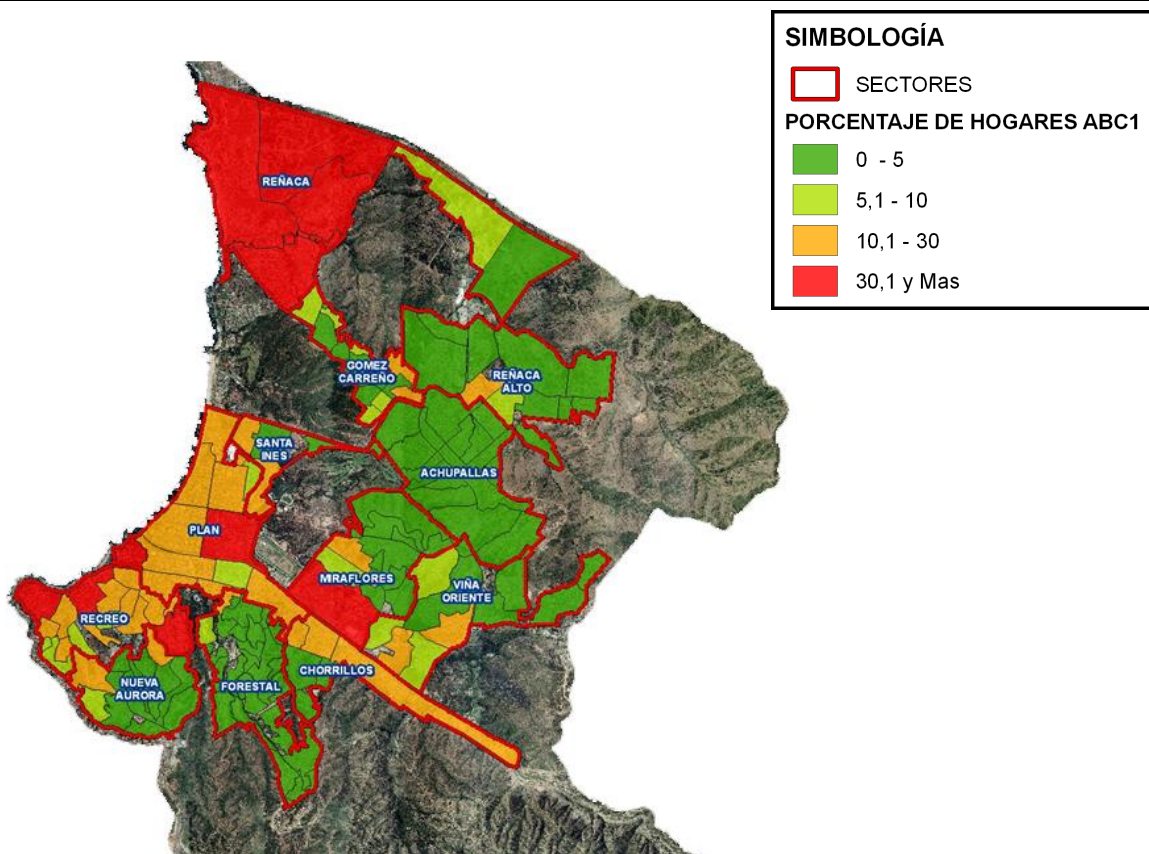 SIMBOLOGÍA
SECTORES
PORCENTAJE DE HOGARES ABC1
0 - 5
5,1 - 10
10,1 - 30
30,1 y Mas
REÑACA
GOMEZ
CARREÑO
REÑACA
ALTO
SANTA
INES
ACHUPALLAS
PLAN
MIRAFLORES
VIÑA
ORIENTE
RECREO
CHORRILLOS
NUEVA
AURORA
FORESTAL